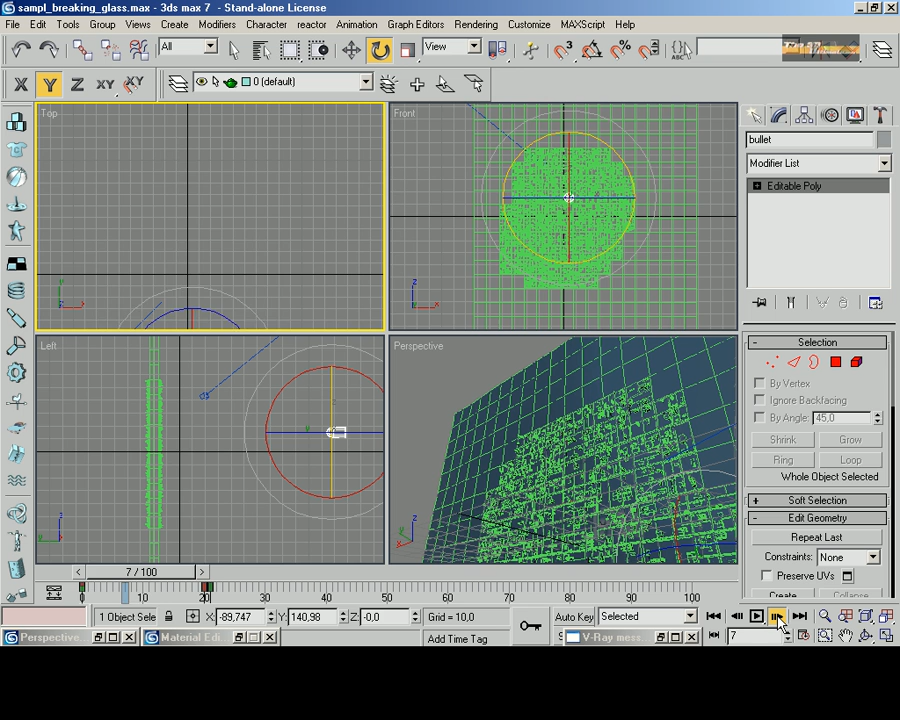 sampl_breaking_glass.max - 3ds max 7 - Stand-alone License
File Edit Tools Group Views Create Modifiers Character reactor Animation Graph Editors Rendering Customize MAXScript Help
All View
X Y Z XY XY 0 (default)
Top
Front
Left
Perspective
bullet
Modifier List
Editable Poly
Selection
By Vertex
Ignore Backfacing
By Angle: 45,0
Shrink Grow
Ring Loop
Whole Object Selected
Soft Selection
Edit Geometry
Repeat Last
Constraints: None
Preserve UVs
Create Collapse
7 / 100
0 10 20 30 40 50 60 70 80 90 100
1 Object Sele X: -89,747 Y: 140,98 Z: -0,0 Grid = 10,0 Auto Key Selected
Perspective Material Edi... Add Time Tag V-Ray mess... 7